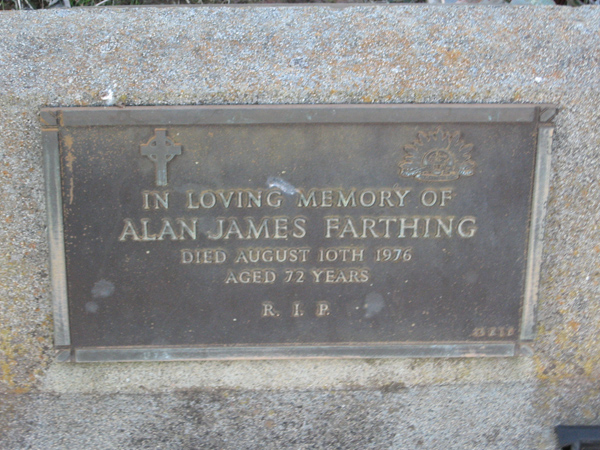 IN LOVING MEMORY OF
ALAN JAMES FARTHING
DIED AUGUST 10TH 1976
AGED 72 YEARS
R. I. P.